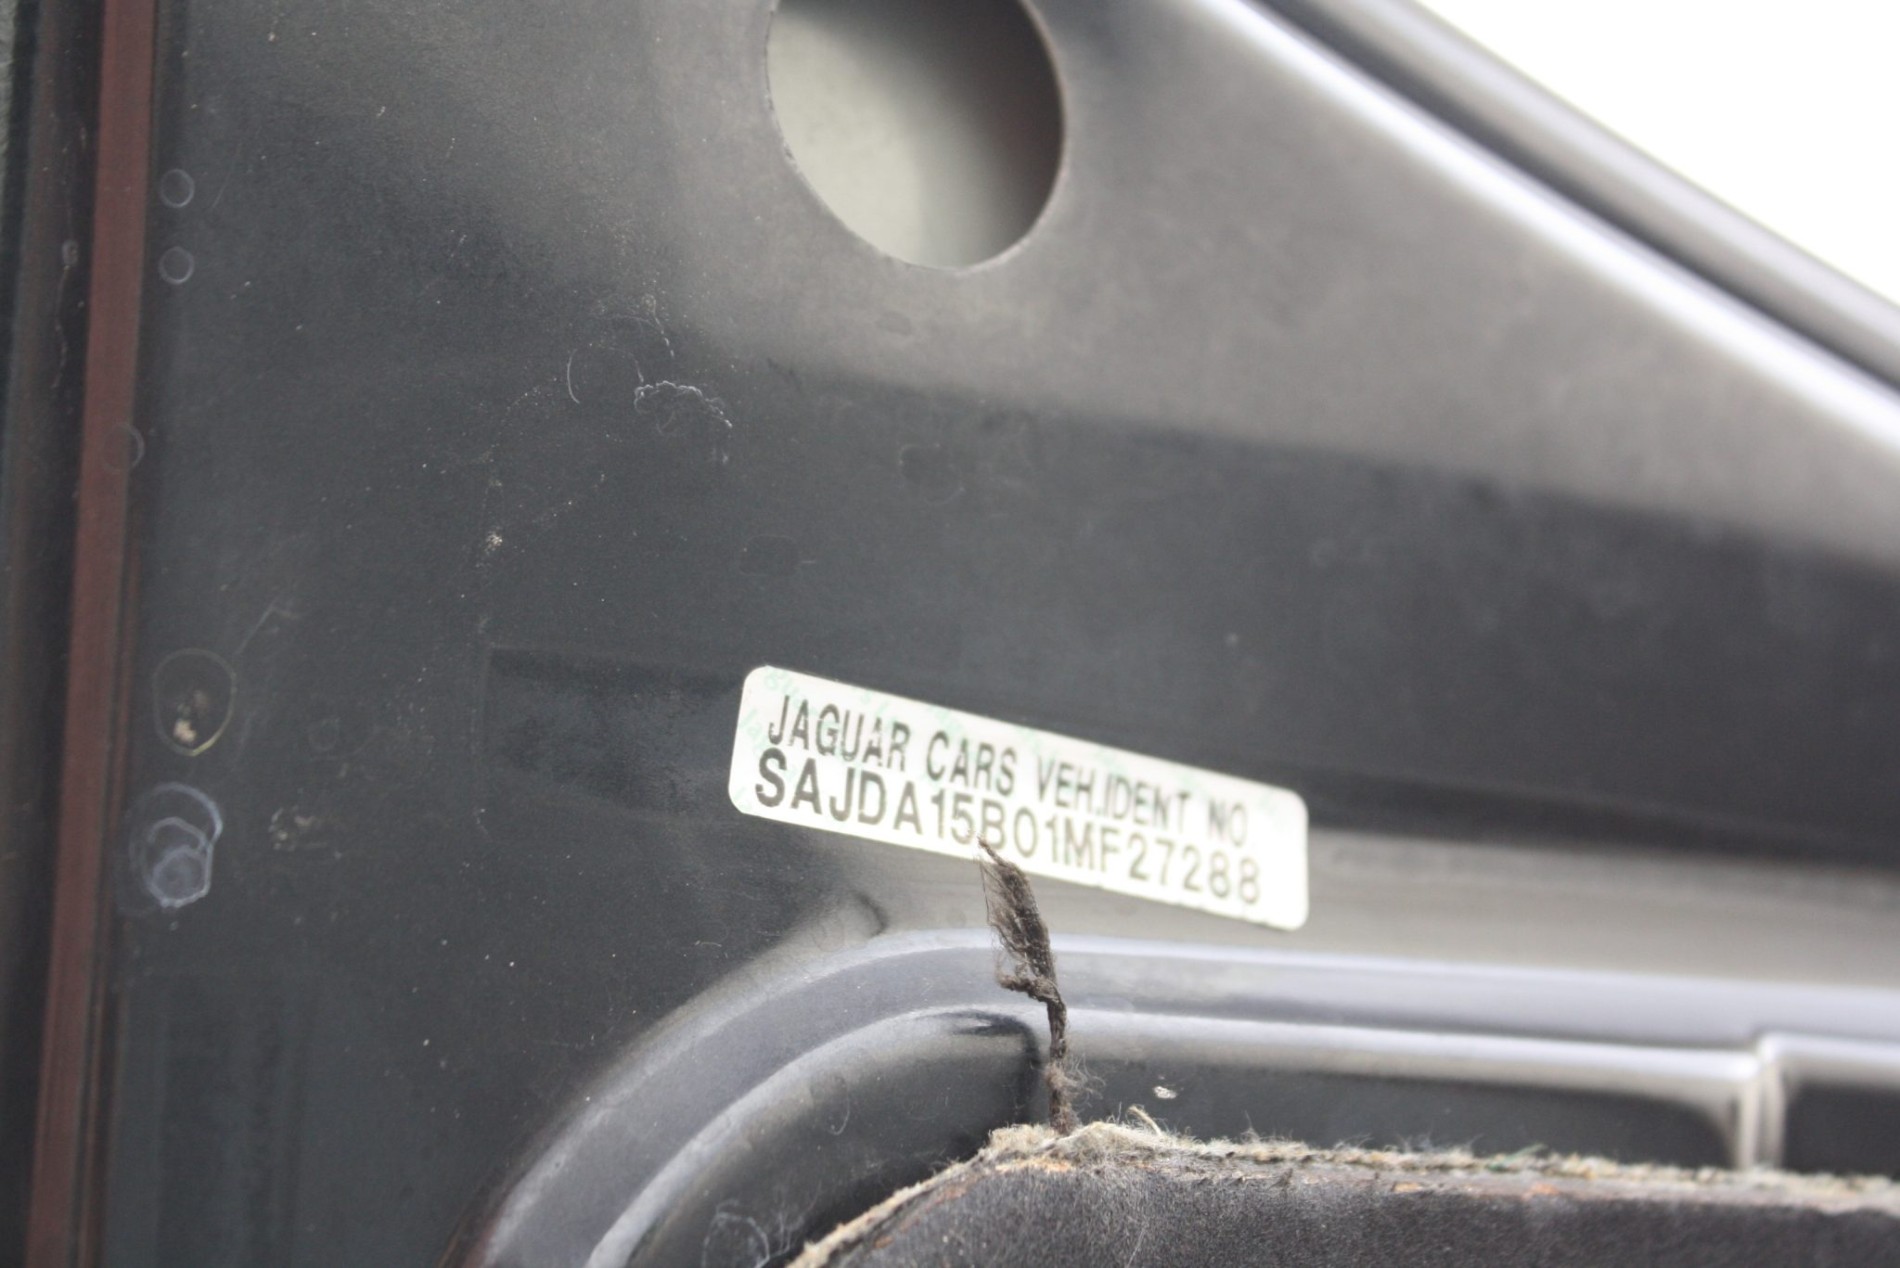 JAGUAR CARS VEH.IDENT NO
SAJDA15B01MF27288